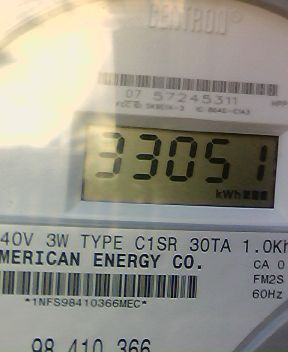 CENTRON®
07 57245311
33051
kWh
40V 3W TYPE C1SR 30TA 1.0Kh
MERICAN ENERGY CO.
CA 0
FM2S
60Hz
*1NFS98410366MEC*
98 410 366